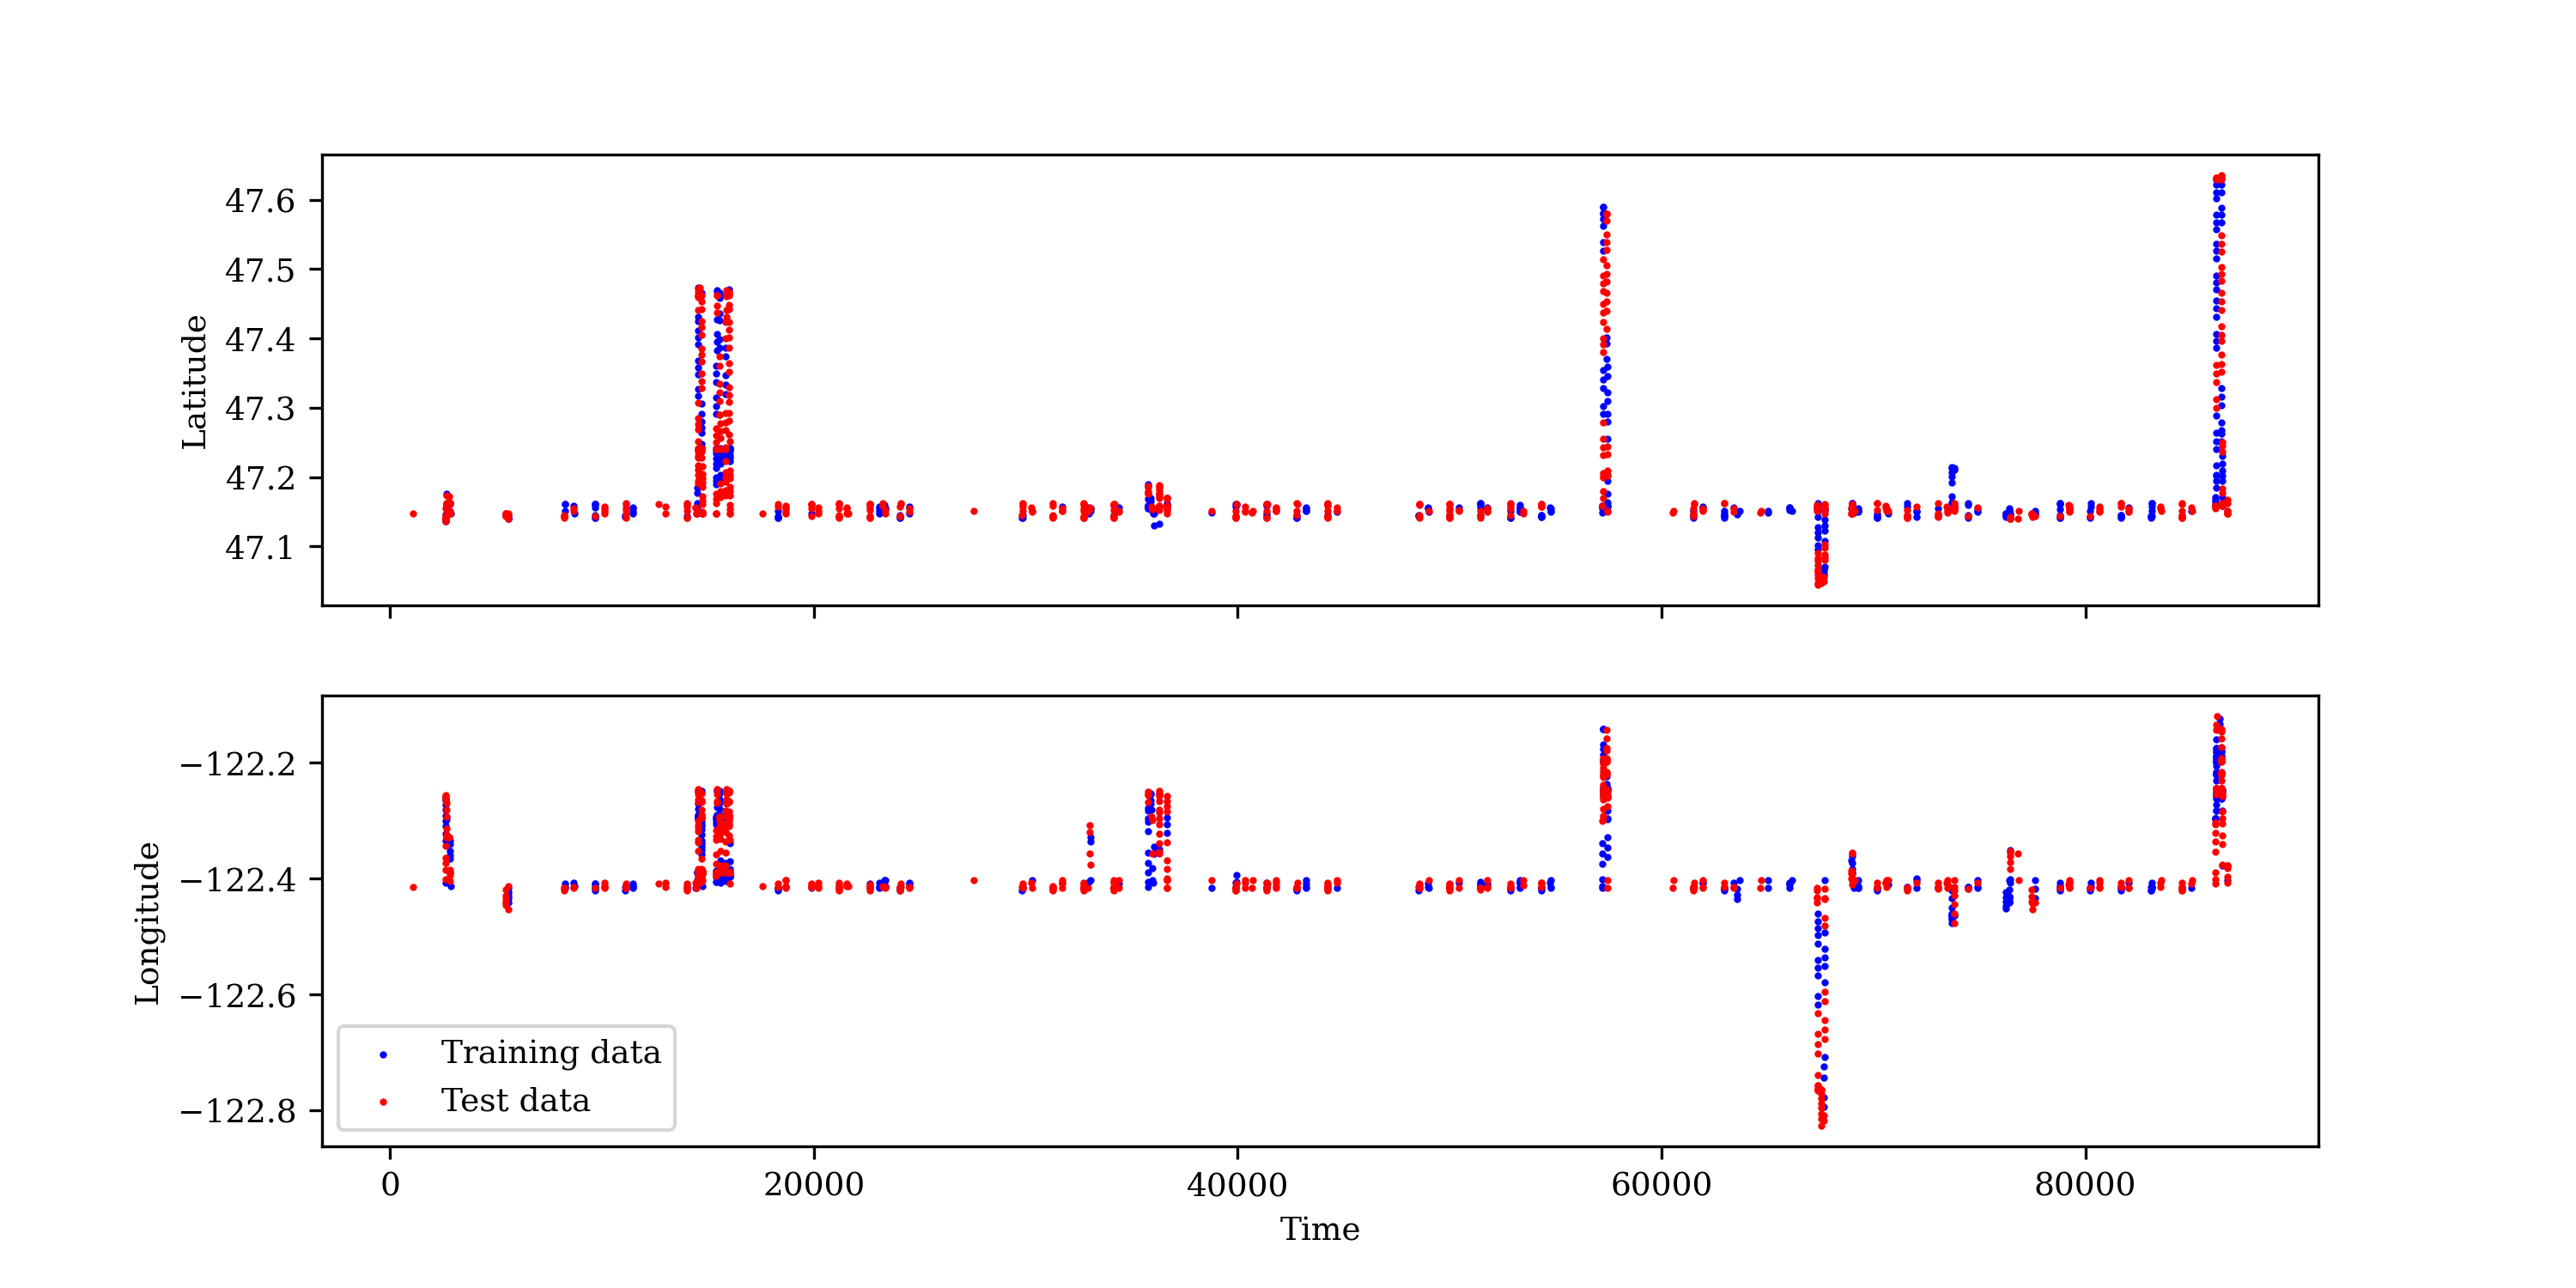 47.6
47.5
47.4
47.3
47.2
47.1
Latitude
−122.2
−122.4
−122.6
−122.8
Longitude
Training data
Test data
0 20000 40000 60000 80000
Time